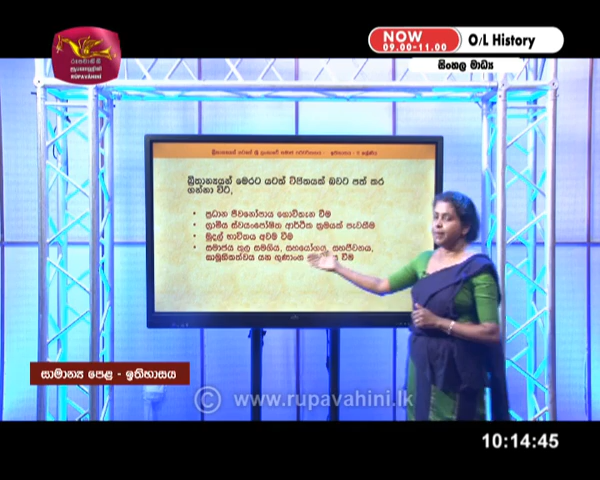 NOW
09.00-11.00
O/L History
සිංහල මාධ්‍ය
රූපවාහිනී
RUPAVAHINI
බ්‍රිතාන්‍යයන් මෙරට යටත් විජිතයක් බවට පත් කර
ගන්නා විට,
• ප්‍රධාන ජීවනෝපාය ගොවිතැන වීම
• ග්‍රාමීය ස්වයංපෝෂිත ආර්ථික ක්‍රමයක් පැවතීම
• මුදල් භාවිතය අවම වීම
• සමාජය තුල සමගිය, සහයෝගය, සහජීවනය,
සාමූහිකත්වය යන ගුණාංග වීම
සාමාන්‍ය පෙළ - ඉතිහාසය
© www.rupavahini.lk
10:14:45